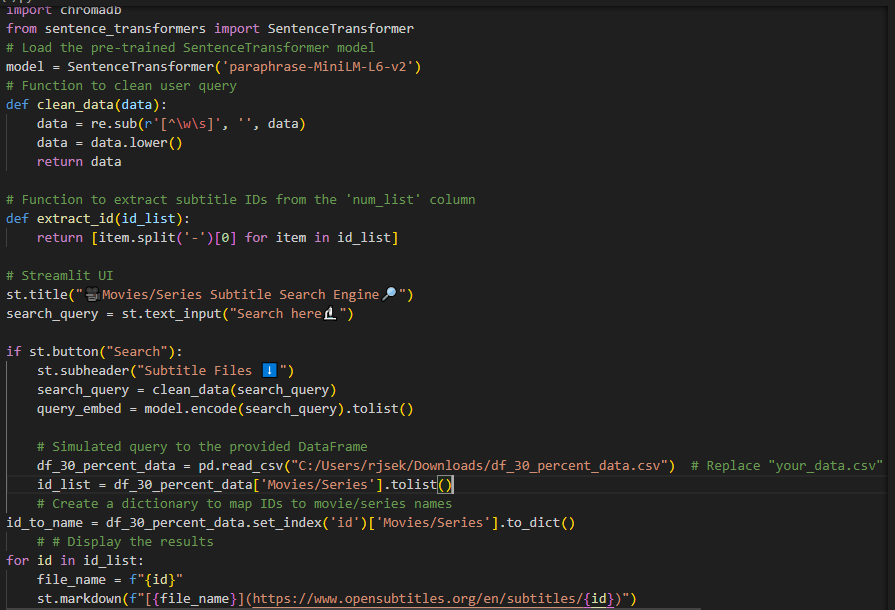 import chromadb
from sentence_transformers import SentenceTransformer
# Load the pre-trained SentenceTransformer model
model = SentenceTransformer('paraphrase-MiniLM-L6-v2')
# Function to clean user query
def clean_data(data):
    data = re.sub(r'[^\w\s]', '', data)
    data = data.lower()
    return data

# Function to extract subtitle IDs from the 'num_list' column
def extract_id(id_list):
    return [item.split('-')[0] for item in id_list]

# Streamlit UI
st.title("🎥Movies/Series Subtitle Search Engine🔎")
search_query = st.text_input("Search here🔬")

if st.button("Search"):
    st.subheader("Subtitle Files ⬇️")
    search_query = clean_data(search_query)
    query_embed = model.encode(search_query).tolist()

    # Simulated query to the provided DataFrame
    df_30_percent_data = pd.read_csv("C:/Users/rjsek/Downloads/df_30_percent_data.csv")  # Replace "your_data.csv"
    id_list = df_30_percent_data['Movies/Series'].tolist()
    # Create a dictionary to map IDs to movie/series names
id_to_name = df_30_percent_data.set_index('id')['Movies/Series'].to_dict()
    # # Display the results
for id in id_list:
    file_name = f"{id}"
    st.markdown(f"[{file_name}](https://www.opensubtitles.org/en/subtitles/{id})")